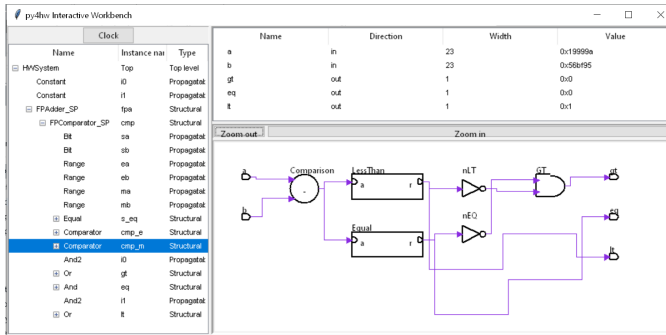 py4hw Interactive Workbench
Clock
Name Instance nar Type
HWSystem Top Top level
Constant i0 Propagatat
Constant i1 Propagatat
FPAdder_SP fpa Structural
FPComparator_SP cmp Structural
Bit sa Propagatat
Bit sb Propagatat
Range ea Propagatat
Range eb Propagatat
Range ma Propagatat
Range mb Propagatat
Equal s_eq Structural
Comparator cmp_e Structural
Comparator cmp_m Structural
And2 i0 Propagatat
Or gt Structural
And eq Structural
And2 i1 Propagatat
Or lt Structural
Name Direction Width Value
a in 23 0x19999a
b in 23 0x56bf95
gt out 1 0x0
eq out 1 0x0
lt out 1 0x1
Zoom out Zoom in
a Comparison LessThan nLT GT gt
- a r
b Equal nEQ eq
a r
lt